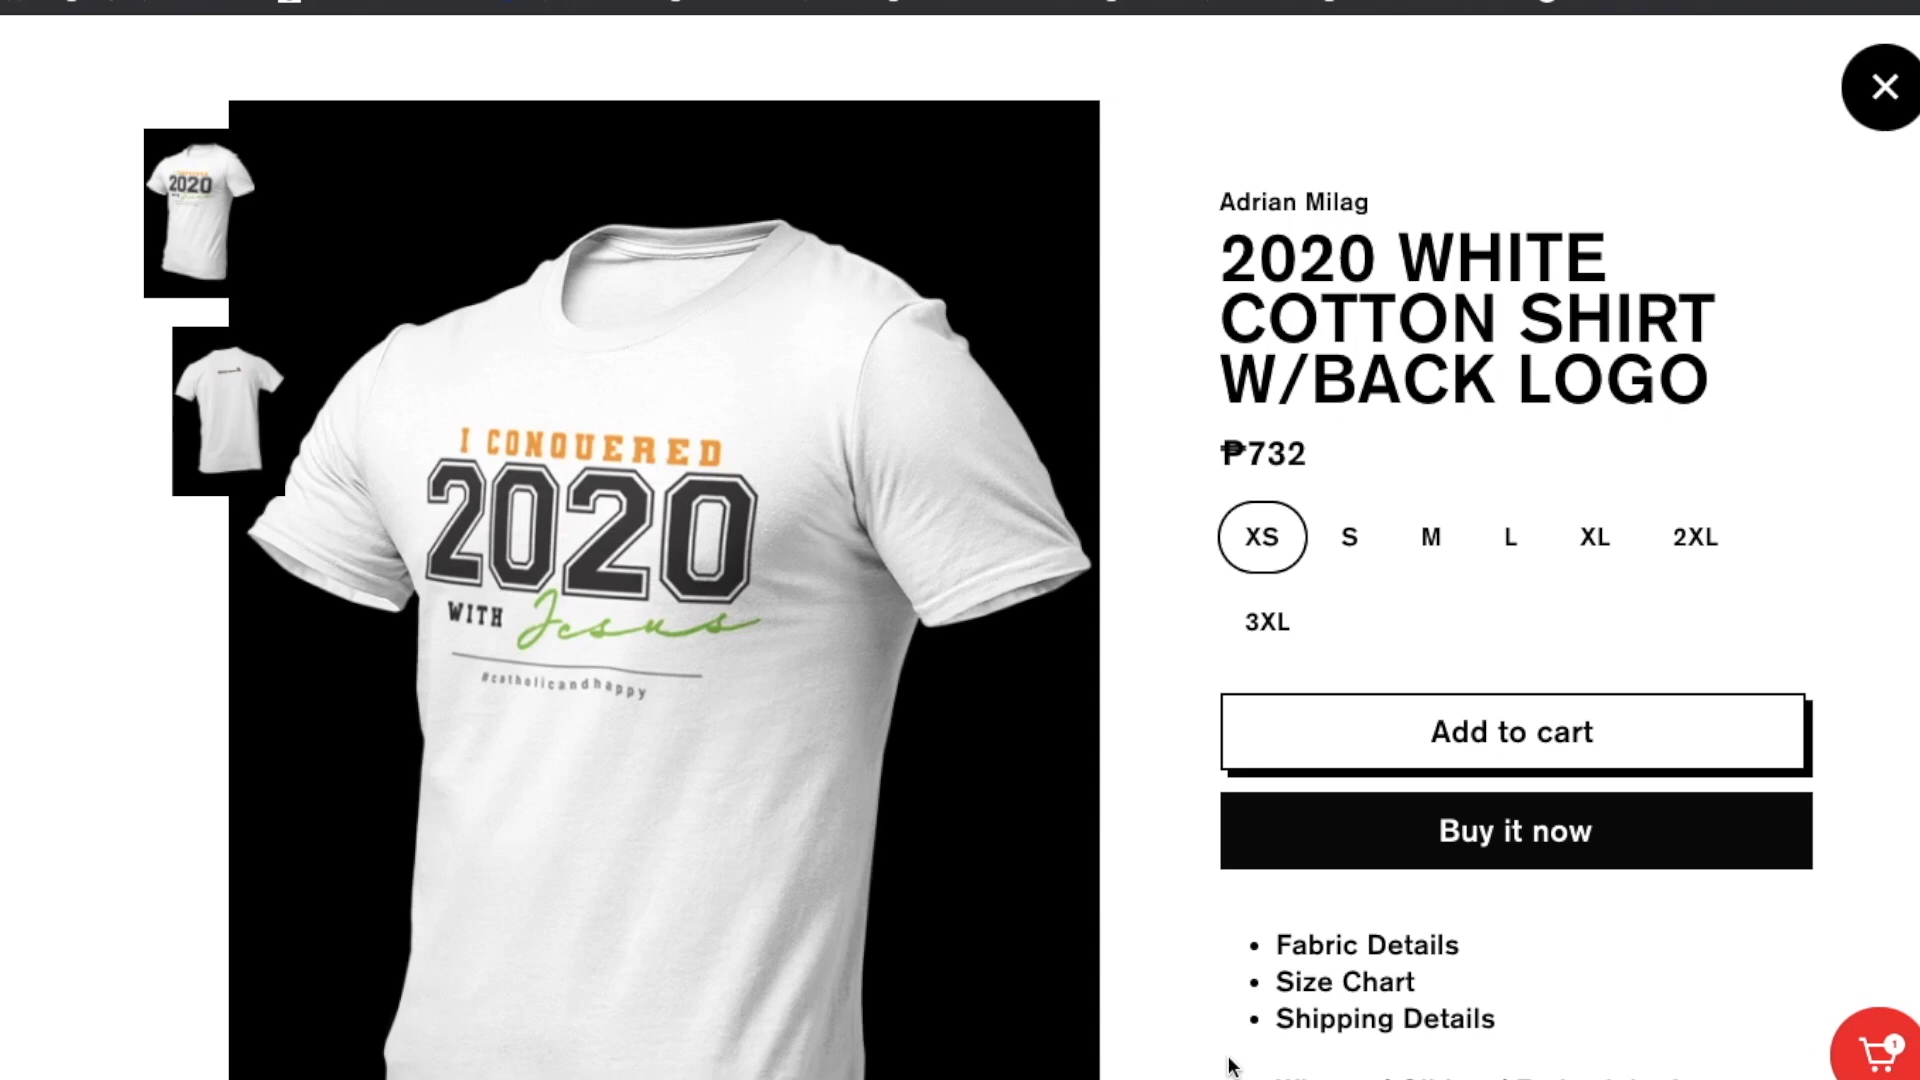 I CONQUERED
2020
WITH Jesus
#catholicandhappy
Adrian Milag
2020 WHITE
COTTON SHIRT
W/BACK LOGO
₱732
XS S M L XL 2XL
3XL
Add to cart
Buy it now
• Fabric Details
• Size Chart
• Shipping Details
1